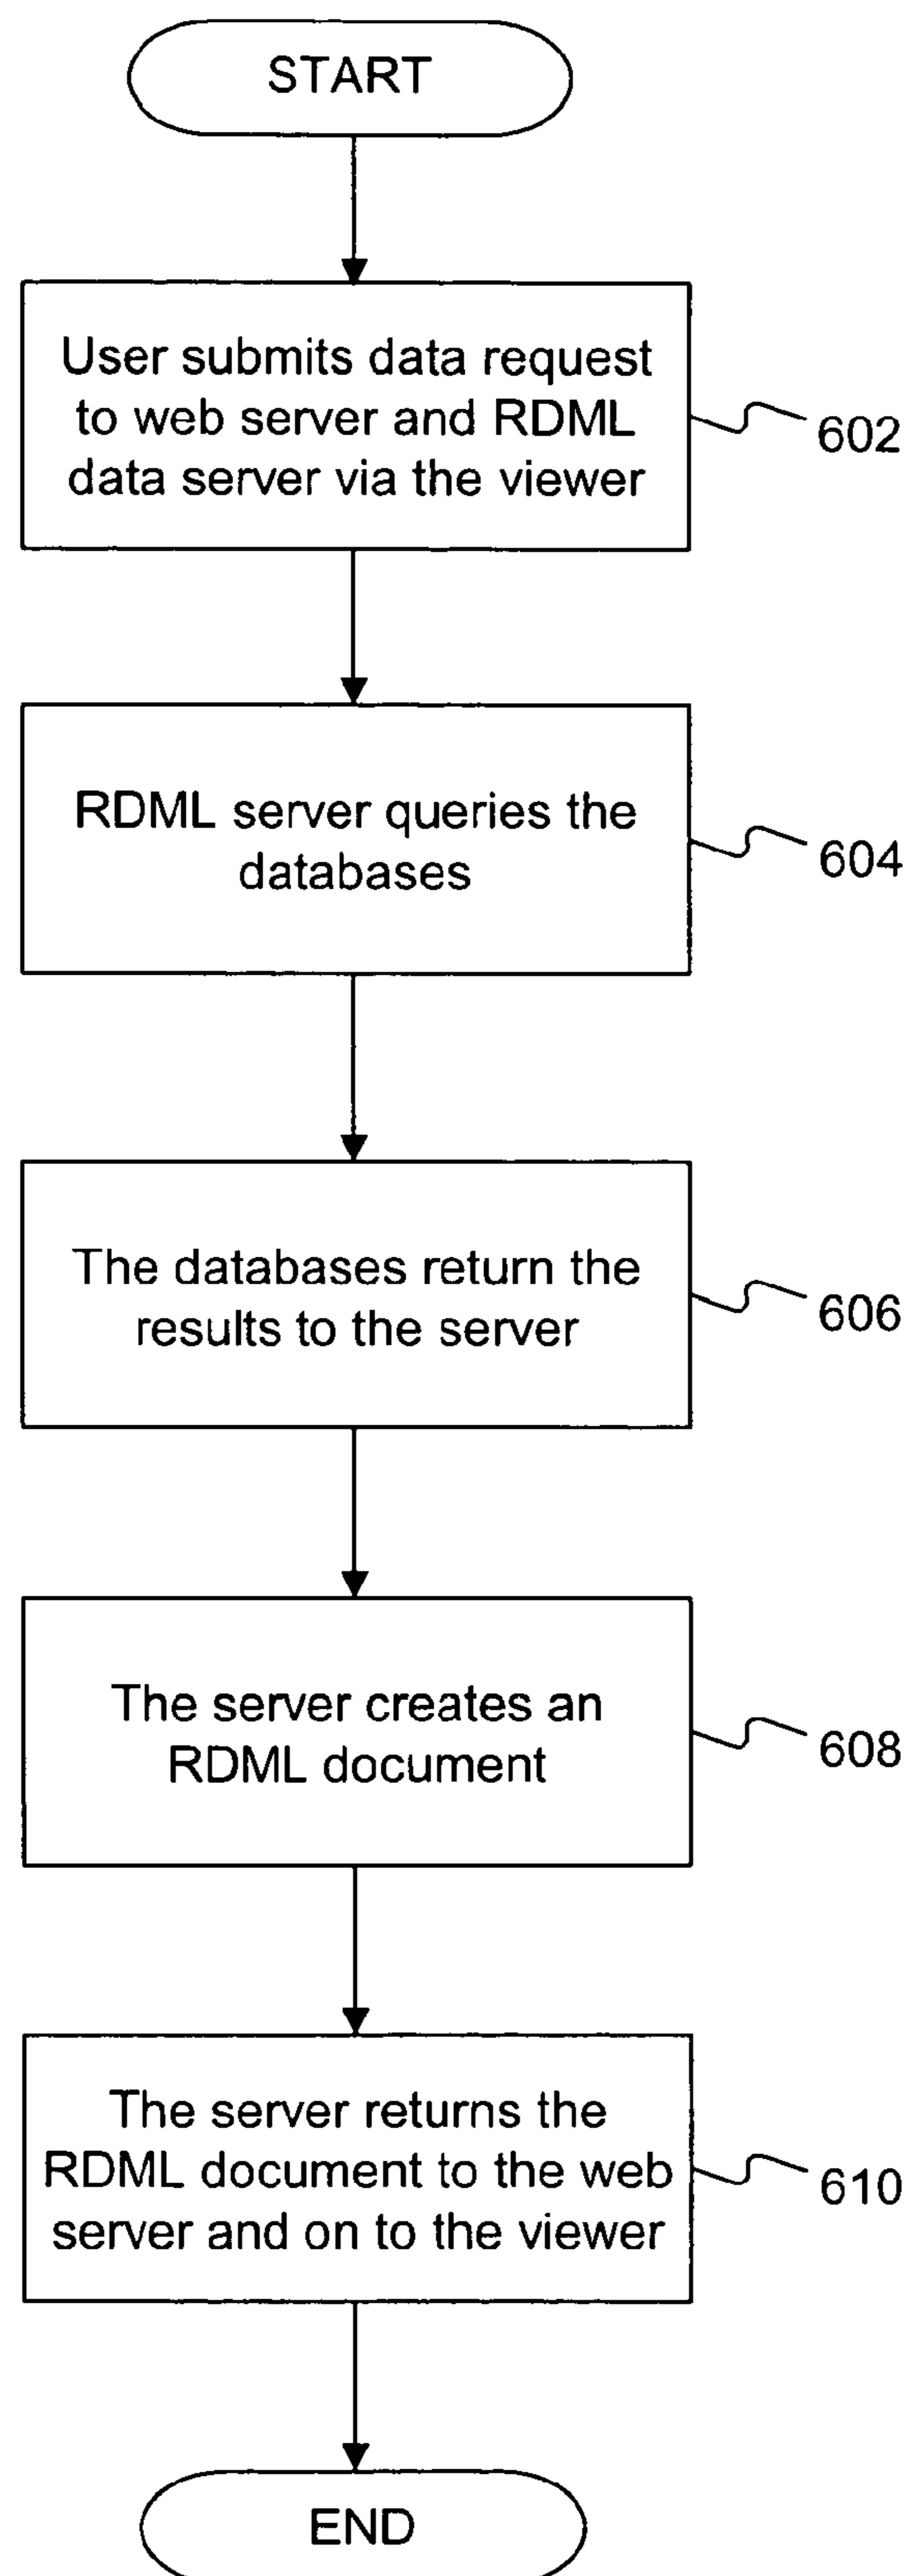 START
User submits data request
to web server and RDML
data server via the viewer
602
RDML server queries the
databases
604
The databases return the
results to the server
606
The server creates an
RDML document
608
The server returns the
RDML document to the web
server and on to the viewer
610
END